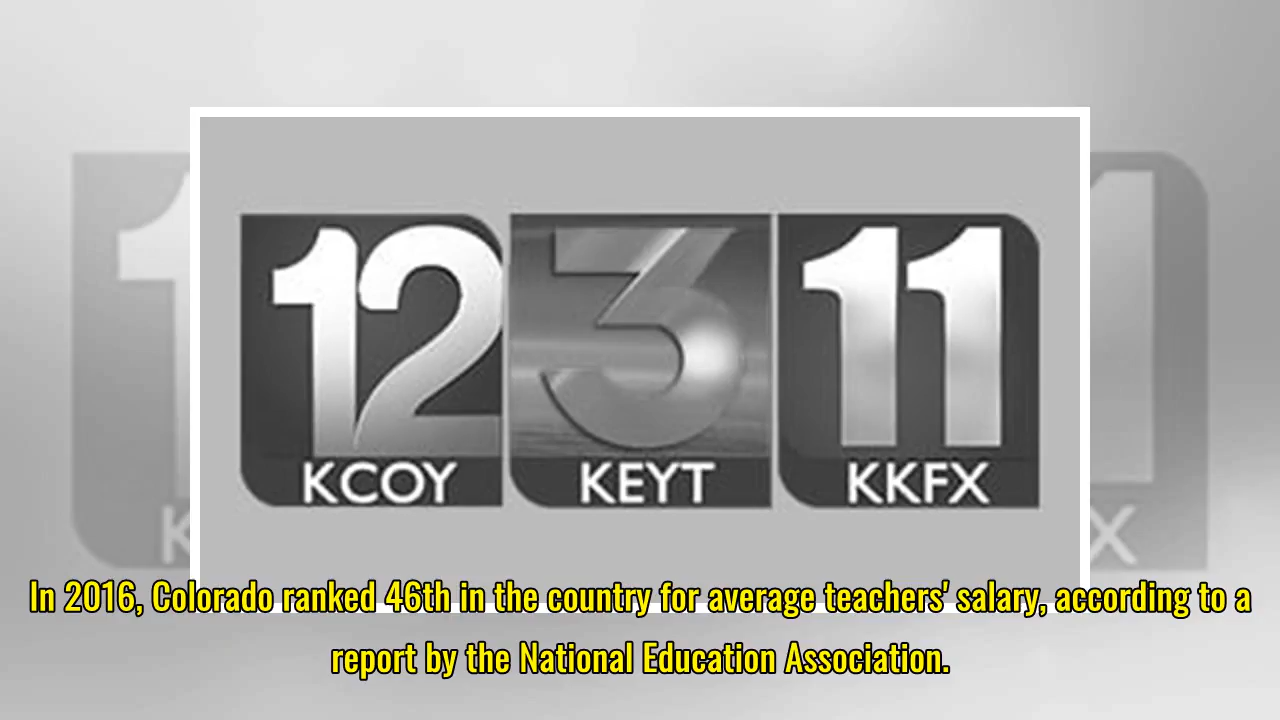 12 3 11
KCOY KEYT KKFX
In 2016, Colorado ranked 46th in the country for average teachers' salary, according to a
report by the National Education Association.